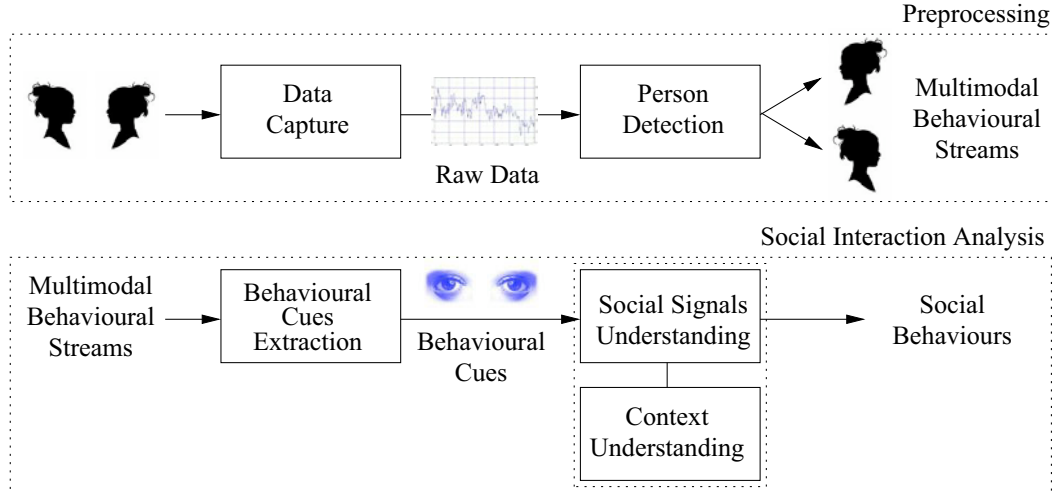 Preprocessing
Data
Capture
Raw Data
Person
Detection
Multimodal
Behavioural
Streams
Social Interaction Analysis
Multimodal
Behavioural
Streams
Behavioural
Cues
Extraction
Behavioural
Cues
Social Signals
Understanding
Context
Understanding
Social
Behaviours